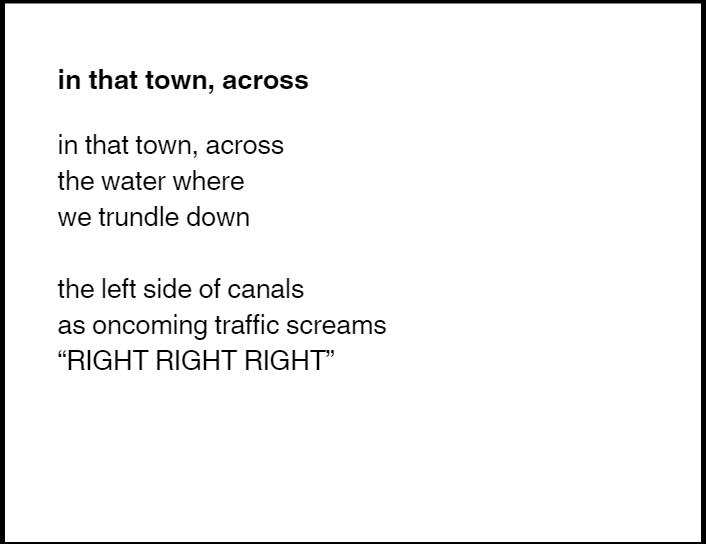 in that town, across
in that town, across
the water where
we trundle down
the left side of canals
as oncoming traffic screams
“RIGHT RIGHT RIGHT”